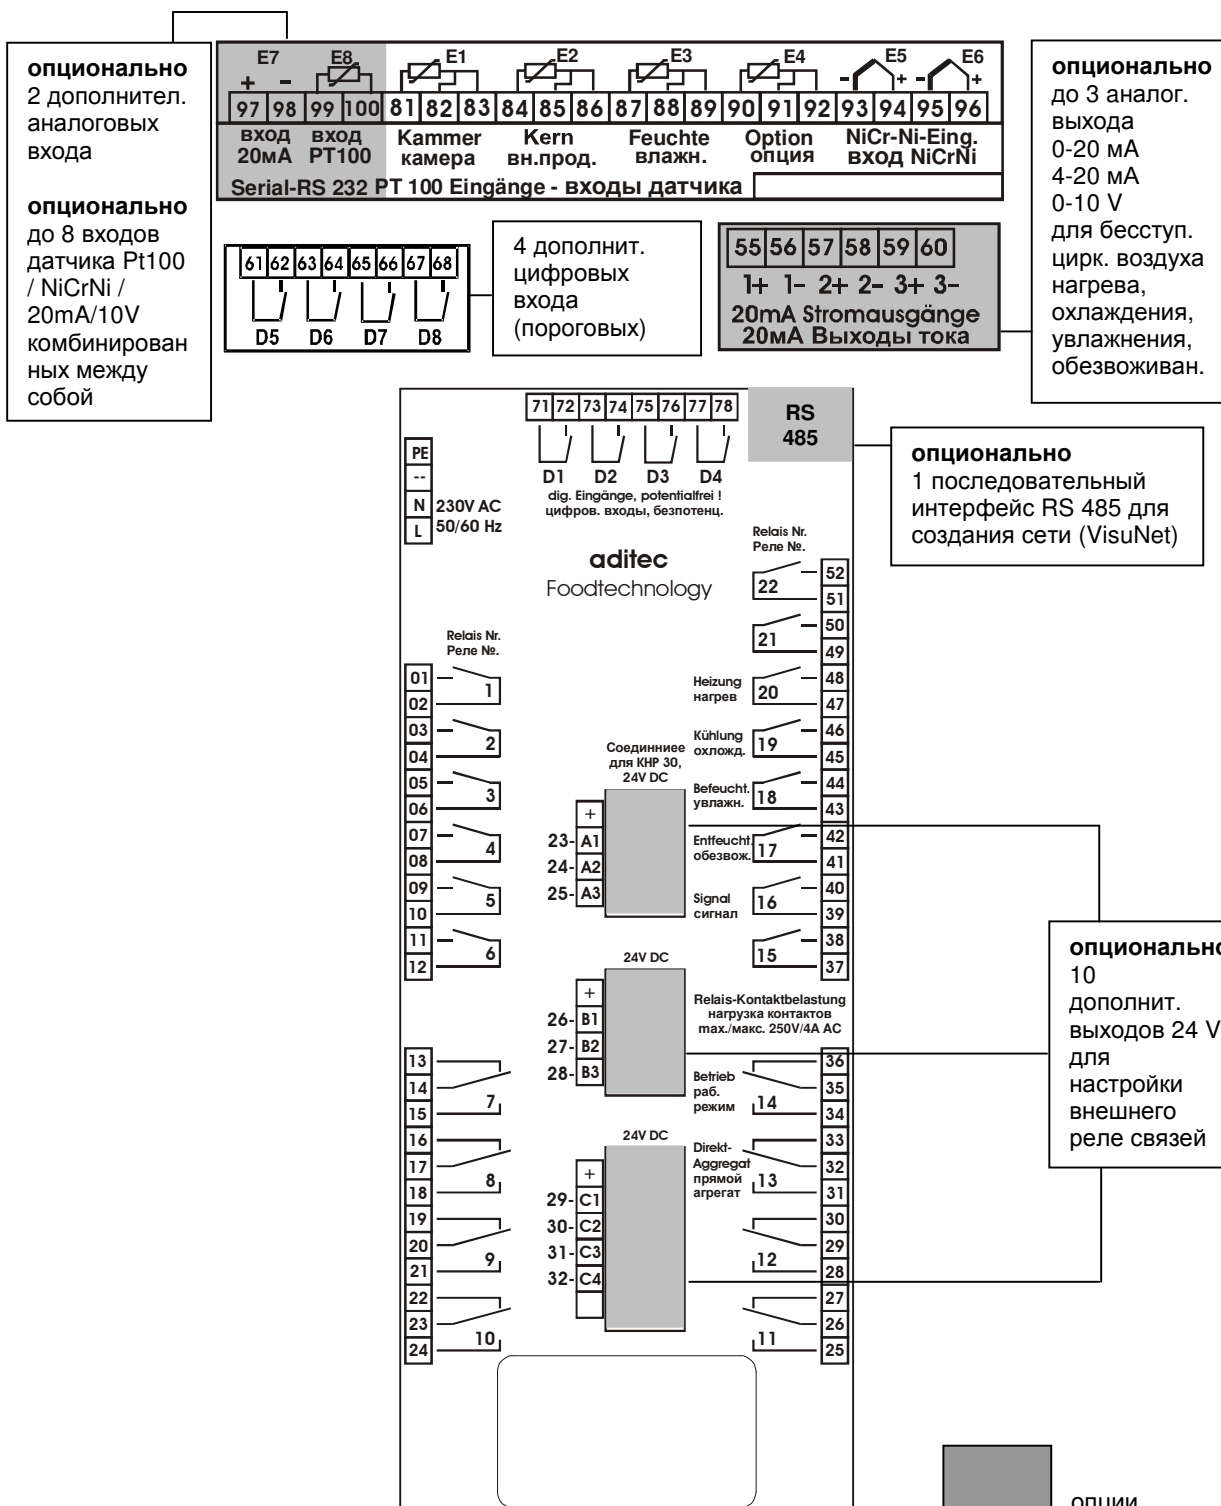 опционально
2 дополнител.
аналоговых
входа
опционально
до 8 входов
датчика Pt100
/ NiCrNi /
20mA/10V
комбинирован
ных между
собой
E7 E8 E1 E2 E3 E4 E5 E6
+ - - + - +
97 98 99 100 81 82 83 84 85 86 87 88 89 90 91 92 93 94 95 96
вход вход Kammer Kern Feuchte Option NiCr-Ni-Eing.
20мА PT100 камера вн.прод. влажн. опция вход NiCrNi
Serial-RS 232 PT 100 Eingänge - входы датчика
опционально
до 3 аналог.
выхода
0-20 мА
4-20 мА
0-10 V
для бесступ.
цирк. воздуха
нагрева,
охлаждения,
увлажнения,
обезвоживан.
61 62 63 64 65 66 67 68
D5 D6 D7 D8
4 дополнит.
цифровых
входа
(пороговых)
55 56 57 58 59 60
1+ 1- 2+ 2- 3+ 3-
20mA Stromausgänge
20мА Выходы тока
71 72 73 74 75 76 77 78
D1 D2 D3 D4
dig. Eingänge, potentialfrei !
цифров. входы, безпотенц.
RS
485
опционально
1 последовательный
интерфейс RS 485 для
создания сети (VisuNet)
PE
--
N
L
230V AC
50/60 Hz
aditec
Foodtechnology
Relais Nr.
Реле №.
01
1
02
03
2
04
05
3
06
07
4
08
09
5
10
11
6
12
13
14
7
15
16
17
8
18
19
20
9
21
22
23
10
24
Соединниее
для КНР 30,
24V DC
+
23- A1
24- A2
25- A3
24V DC
+
26- B1
27- B2
28- B3
24V DC
+
29- C1
30- C2
31- C3
32- C4
Relais Nr.
Реле №.
52
22
51
50
21
49
Heizung
нагрев
48
20
47
Kühlung
охложд.
46
19
45
Befeucht.
увлажн.
44
18
43
Entfeucht.
обезвож.
42
17
41
Signal
сигнал
40
16
39
38
15
37
Relais-Kontaktbelastung
нагрузка контактов
max./макс. 250V/4A AC
Betrieb
раб.
режим
36
35
14
34
Direkt-
Aggregat
прямой
агрегат
33
32
13
31
30
29
12
28
27
26
11
25
опционально
10
дополнит.
выходов 24 V
для
настройки
внешнего
реле связей
опции